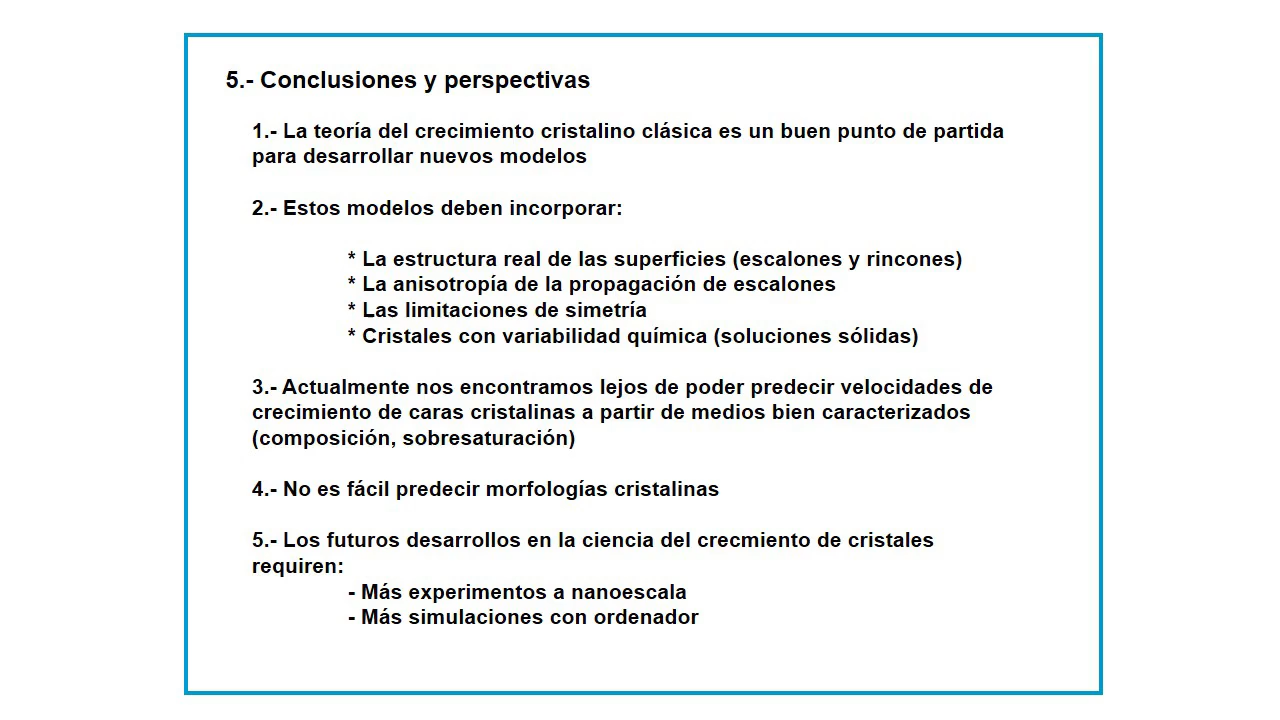 5.- Conclusiones y perspectivas
1.- La teoría del crecimiento cristalino clásica es un buen punto de partida
para desarrollar nuevos modelos
2.- Estos modelos deben incorporar:
* La estructura real de las superficies (escalones y rincones)
* La anisotropía de la propagación de escalones
* Las limitaciones de simetría
* Cristales con variabilidad química (soluciones sólidas)
3.- Actualmente nos encontramos lejos de poder predecir velocidades de
crecimiento de caras cristalinas a partir de medios bien caracterizados
(composición, sobresaturación)
4.- No es fácil predecir morfologías cristalinas
5.- Los futuros desarrollos en la ciencia del crecmiento de cristales
requiren:
- Más experimentos a nanoescala
- Más simulaciones con ordenador